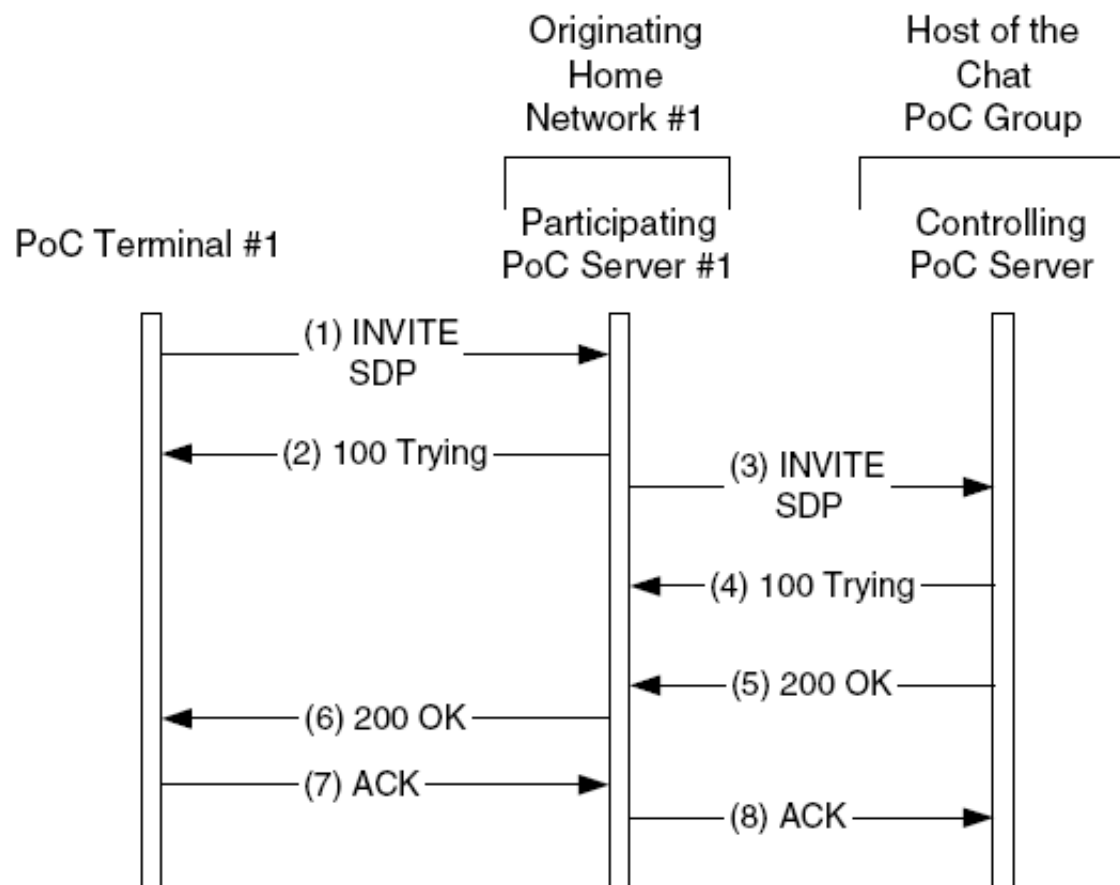 Originating
Home
Network #1
Host of the
Chat
PoC Group
PoC Terminal #1
Participating
PoC Server #1
Controlling
PoC Server
(1) INVITE
SDP
(2) 100 Trying
(3) INVITE
SDP
(4) 100 Trying
(5) 200 OK
(6) 200 OK
(7) ACK
(8) ACK